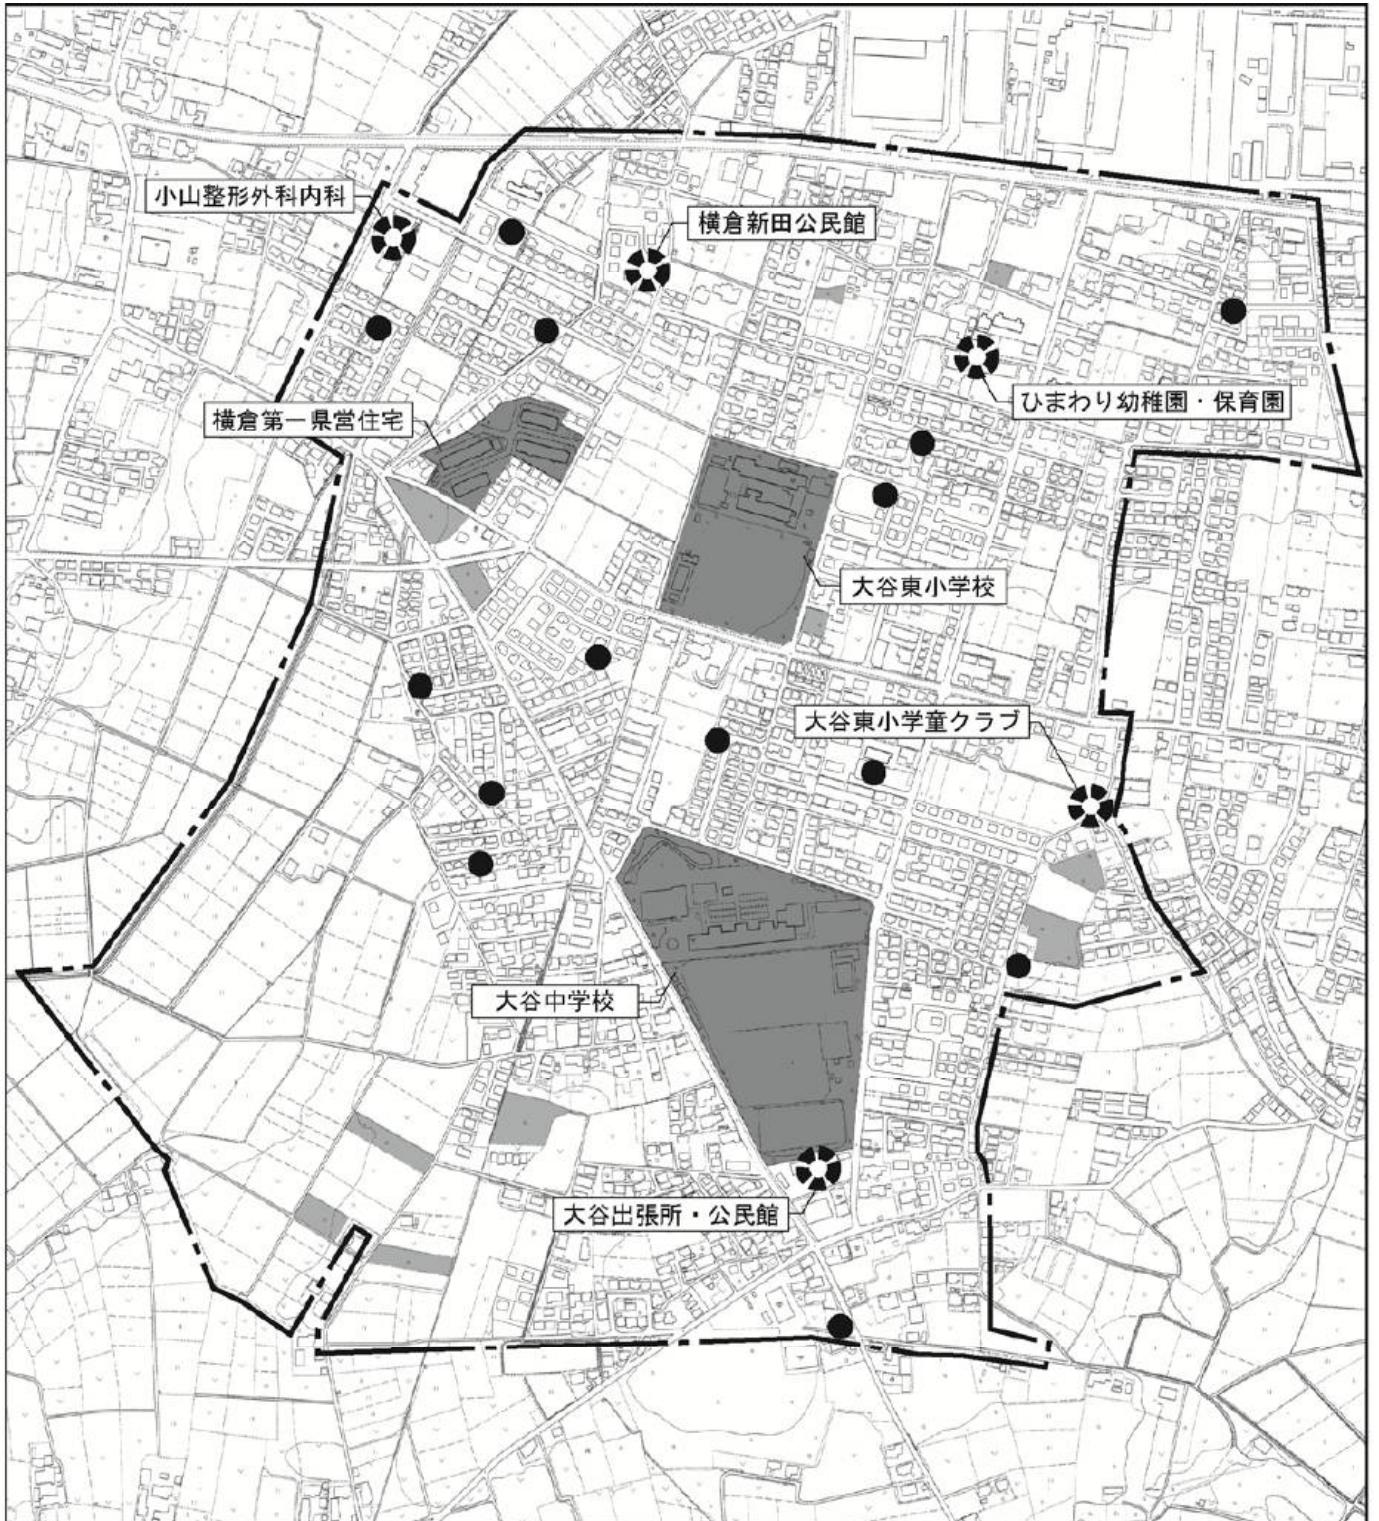 小山整形外科内科
横倉新田公民館
ひまわり幼稚園・保育園
横倉第一県営住宅
大谷東小学校
大谷東小学童クラブ
大谷中学校
大谷出張所・公民館